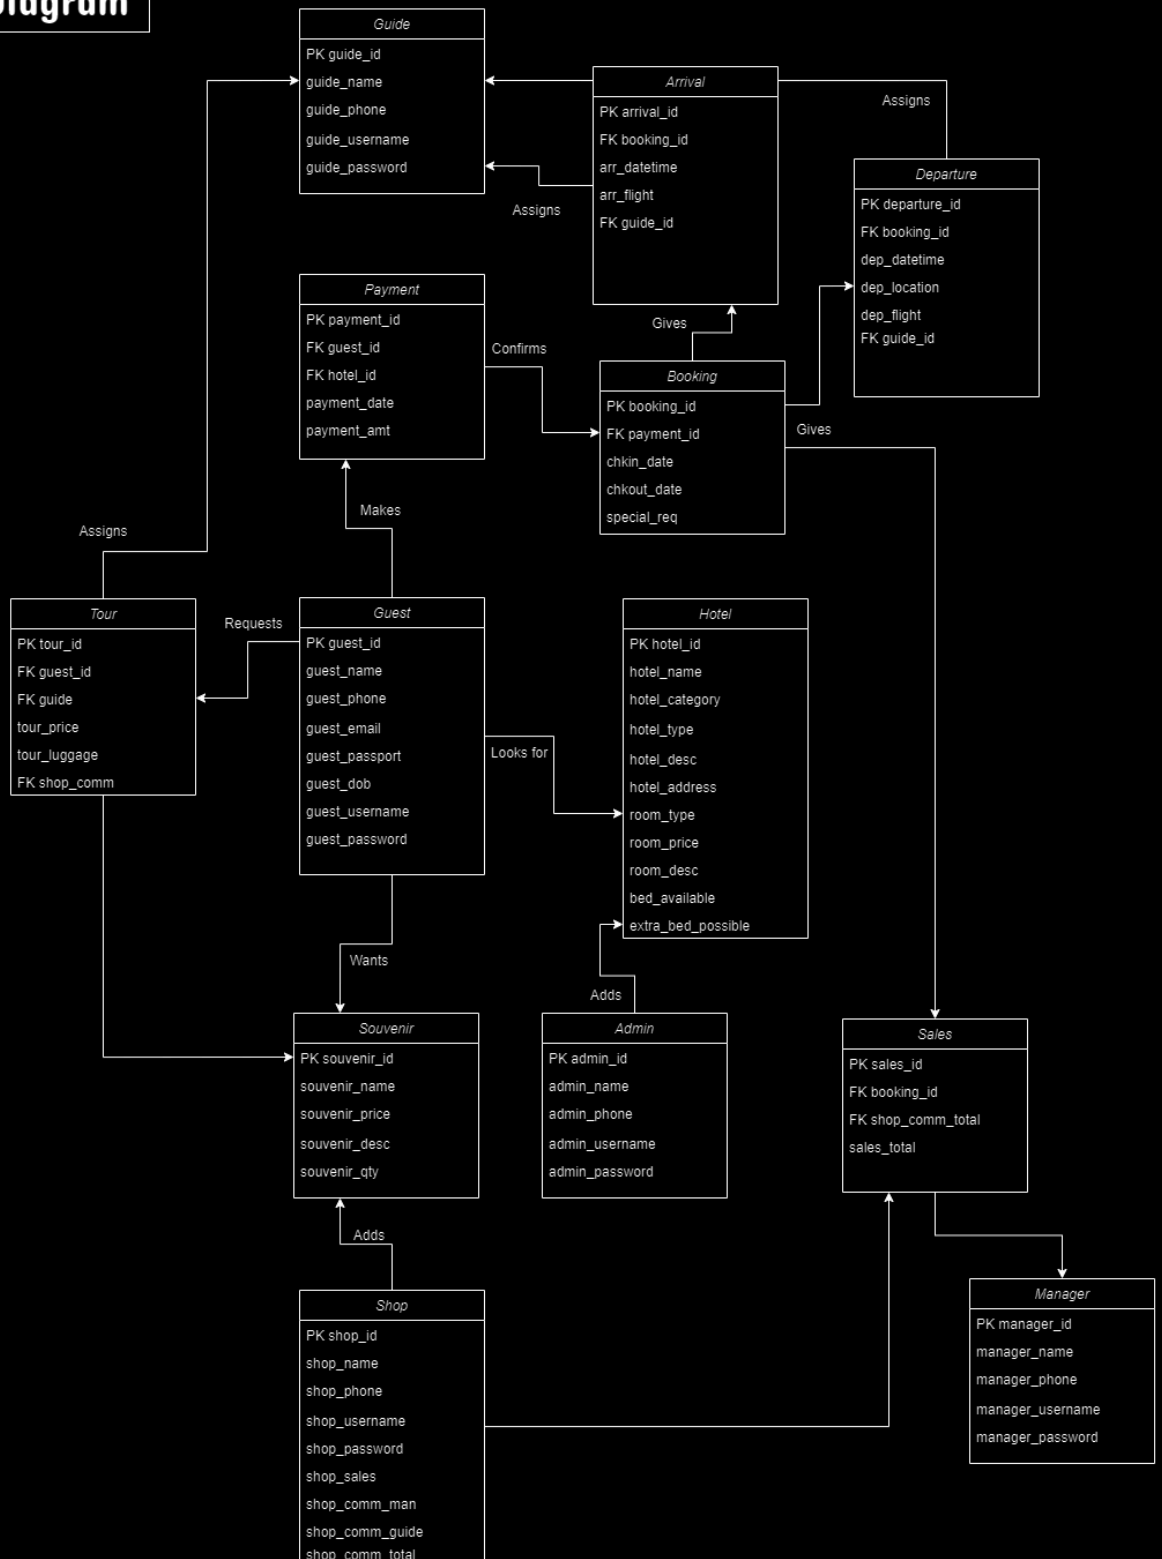 Diagram
Guide
PK guide_id
guide_name
guide_phone
guide_username
guide_password
Arrival
PK arrival_id
FK booking_id
arr_datetime
arr_flight
FK guide_id
Assigns
Departure
PK departure_id
FK booking_id
dep_datetime
dep_location
dep_flight
FK guide_id
Assigns
Payment
PK payment_id
FK guest_id
FK hotel_id
payment_date
payment_amt
Confirms
Gives
Booking
PK booking_id
FK payment_id
chkin_date
chkout_date
special_req
Gives
Makes
Assigns
Tour
PK tour_id
FK guest_id
FK guide
tour_price
tour_luggage
FK shop_comm
Requests
Guest
PK guest_id
guest_name
guest_phone
guest_email
guest_passport
guest_dob
guest_username
guest_password
Looks for
Hotel
PK hotel_id
hotel_name
hotel_category
hotel_type
hotel_desc
hotel_address
room_type
room_price
room_desc
bed_available
extra_bed_possible
Wants
Adds
Souvenir
PK souvenir_id
souvenir_name
souvenir_price
souvenir_desc
souvenir_qty
Admin
PK admin_id
admin_name
admin_phone
admin_username
admin_password
Sales
PK sales_id
FK booking_id
FK shop_comm_total
sales_total
Adds
Shop
PK shop_id
shop_name
shop_phone
shop_username
shop_password
shop_sales
shop_comm_man
shop_comm_guide
shop_comm_total
Manager
PK manager_id
manager_name
manager_phone
manager_username
manager_password